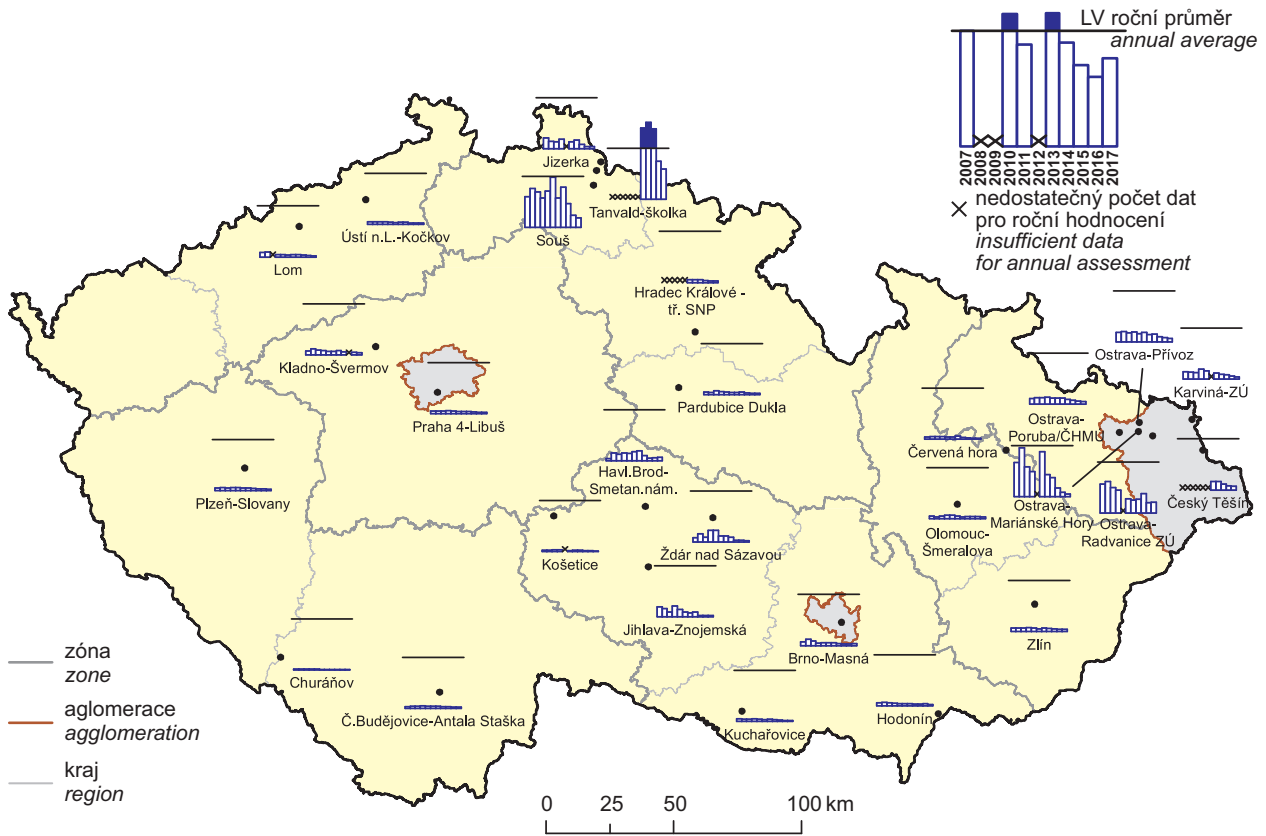 LV roční průměr
annual average
2007
2008
2009
2010
2011
2012
2013
2014
2015
2016
2017
nedostatečný počet dat
pro roční hodnocení
insufficient data
for annual assessment
Jizerka
Tanvald-školka
Souš
Ústí n.L.-Kočkov
Lom
Hradec Králové -
tř. SNP
Kladno-Švermov
Praha 4-Libuš
Pardubice Dukla
Ostrava-Přívoz
Karviná-ZÚ
Ostrava-
Poruba/ČHMÚ
Červená hora
Havl.Brod-
Smetan.nám.
Plzeň-Slovany
Český Těšín
Ostrava-
Mariánské Hory
Ostrava-
Radvanice ZÚ
Olomouc-
Šmeralova
Košetice
Žďár nad Sázavou
Jihlava-Znojemská
Brno-Masná
Zlín
Churáňov
Č.Budějovice-Antala Staška
Kuchařovice
Hodonín
zóna
zone
aglomerace
agglomeration
kraj
region
0 25 50 100 km